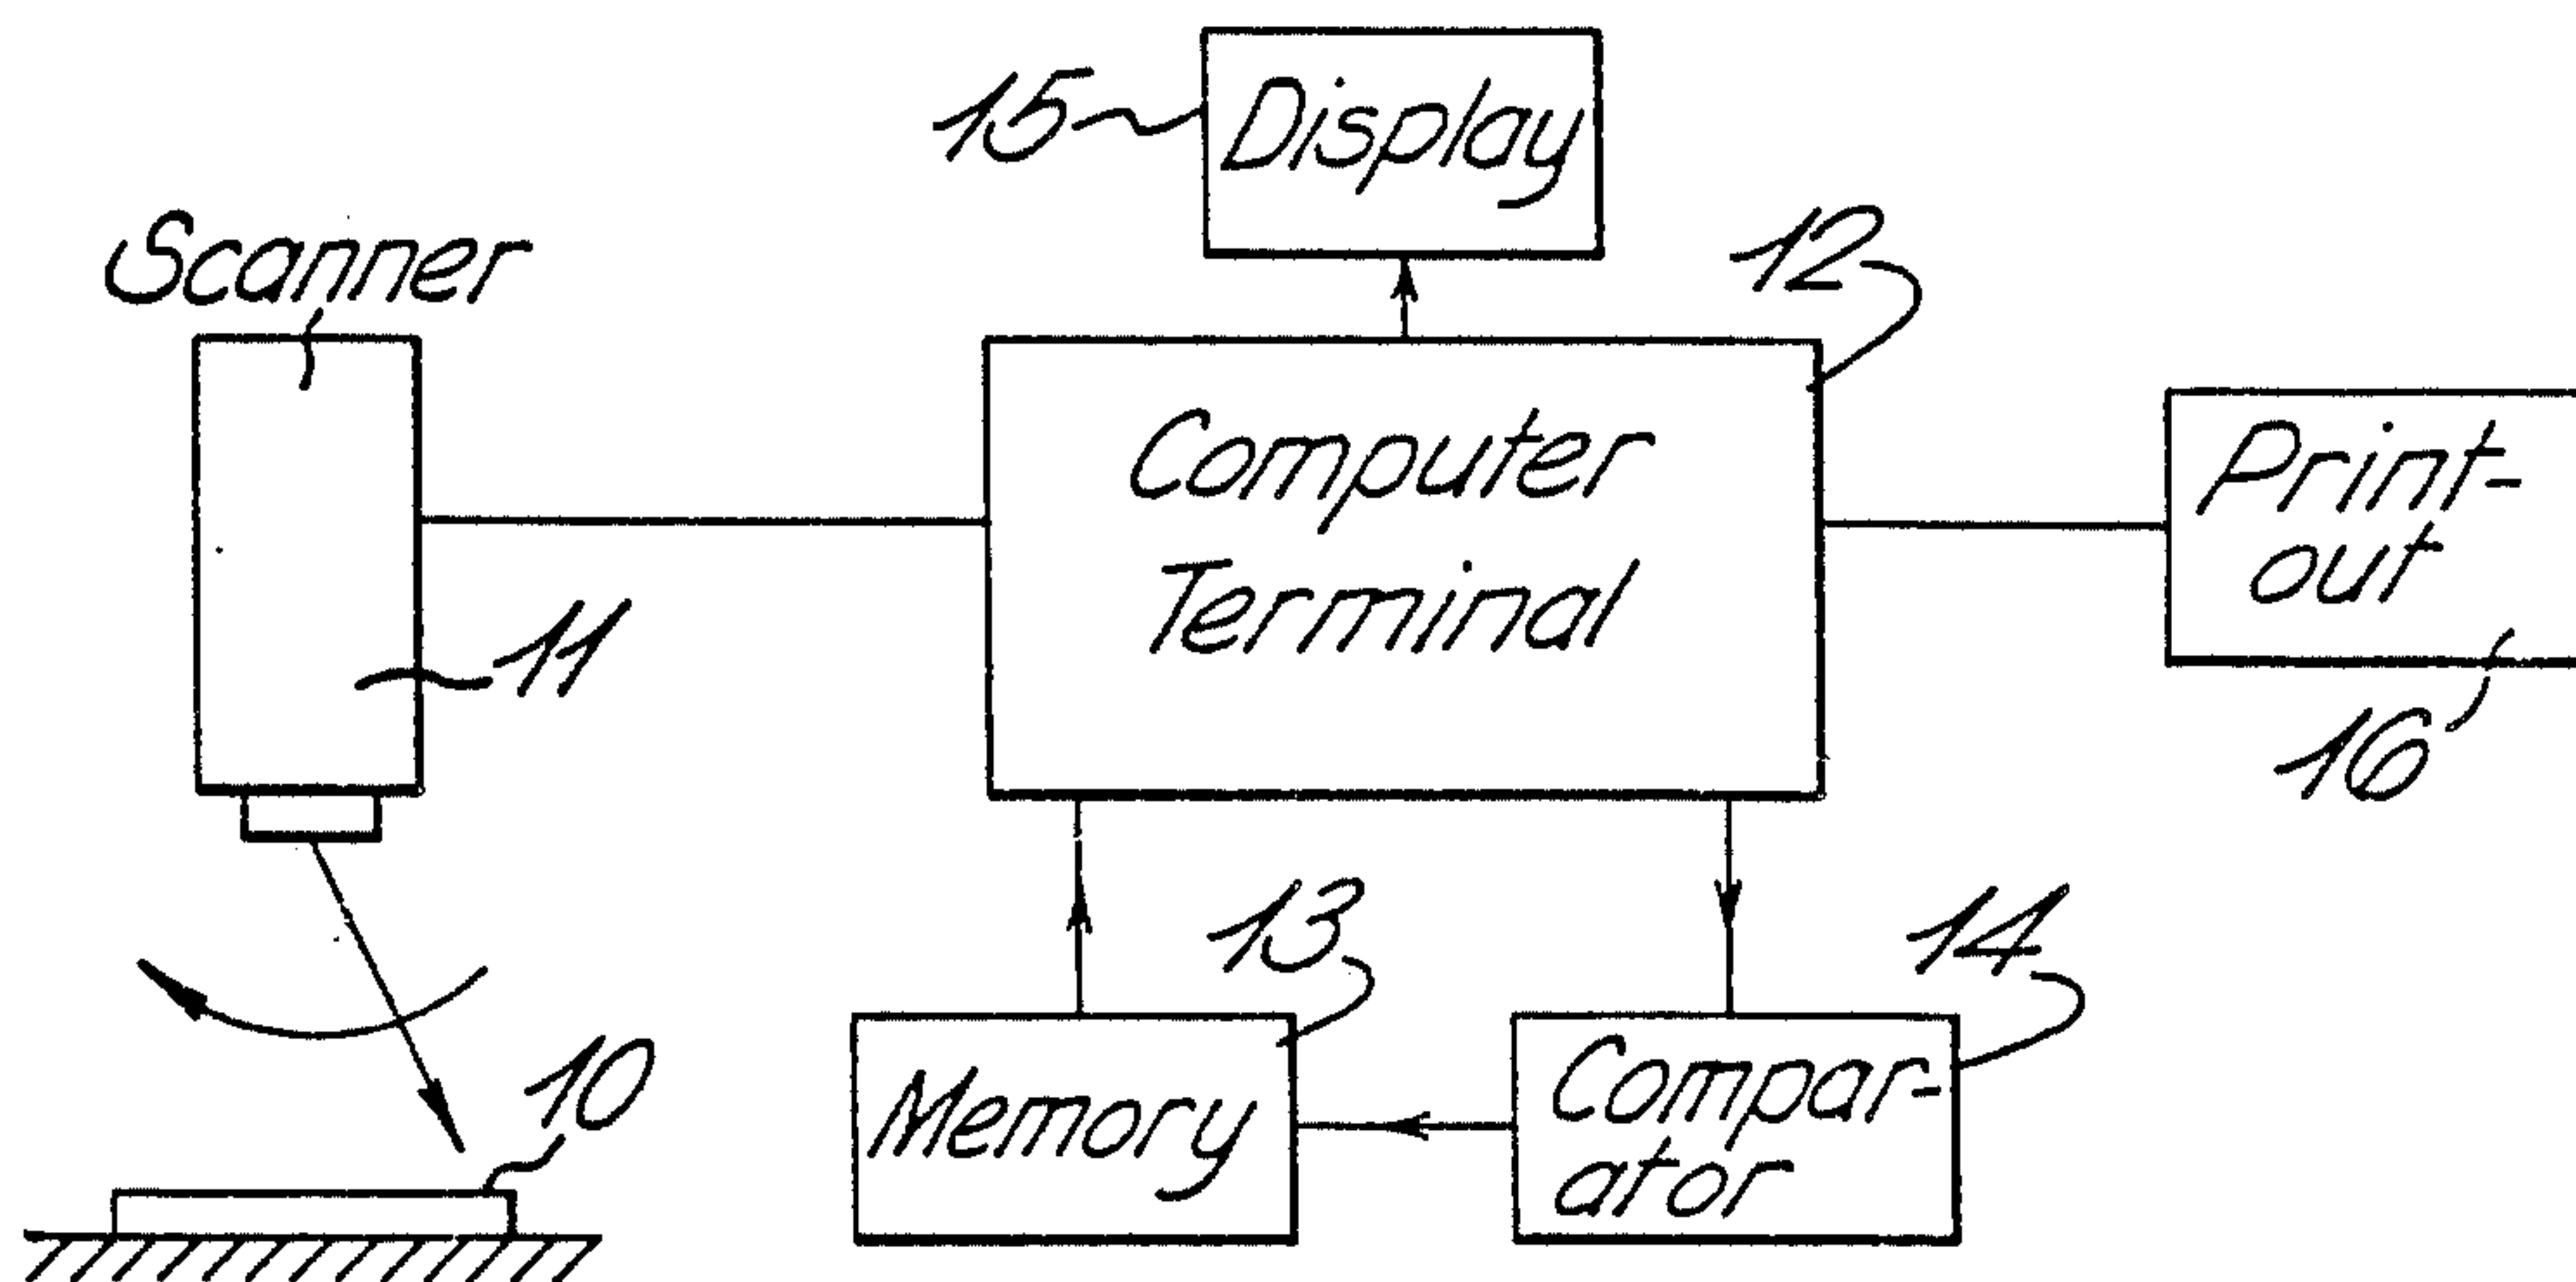 15
Display
12
Scanner
Computer
Terminal
Print-
out
11
16
13
14
10
Memory
Compar-
ator